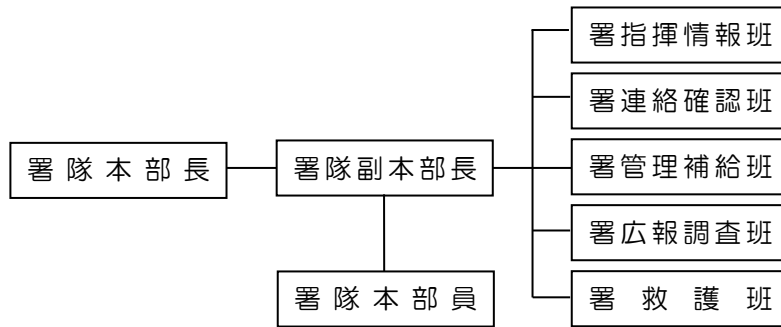 署指揮情報班
署連絡確認班
署隊本部長
署隊副本部長
署管理補給班
署広報調査班
署隊本部員
署救護班